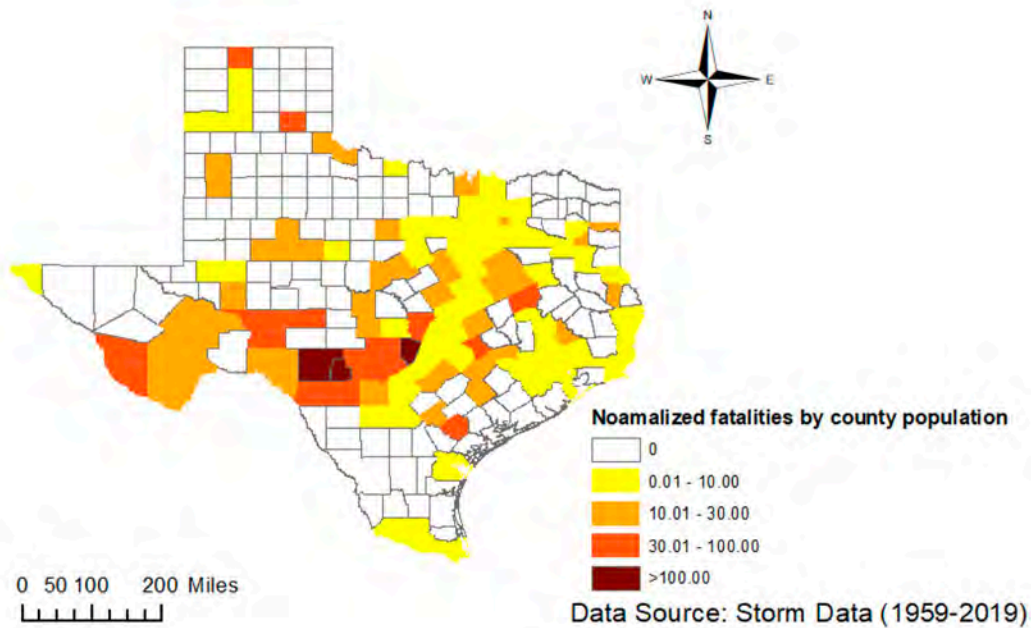 N
W E
S
Noamalized fatalities by county population
0
0.01 - 10.00
10.01 - 30.00
30.01 - 100.00
>100.00
0 50 100 200 Miles
Data Source: Storm Data (1959-2019)